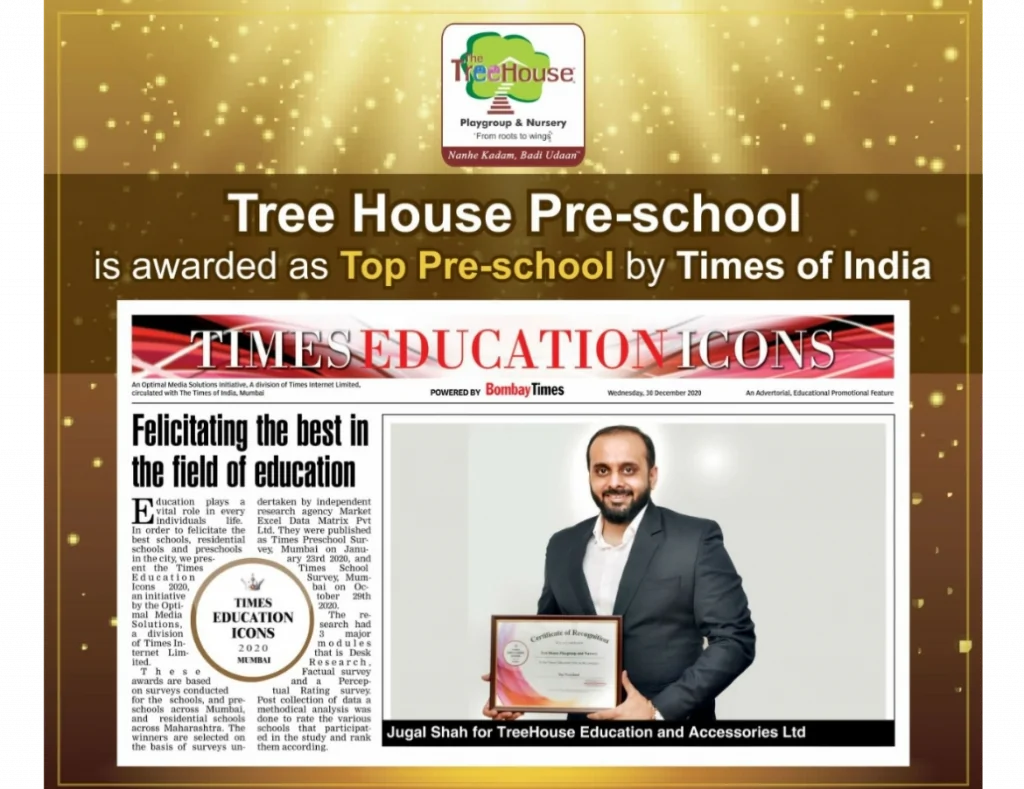 The
TreeHouse
Playgroup & Nursery
"From roots to wings"
Nanhe Kadam, Badi Udaan
Tree House Pre-school
is awarded as Top Pre-school by Times of India
TIMES EDUCATION ICONS
An Optimal Media Solutions Initiative, A division of Times Internet Limited,
circulated with The Times of India, Mumbai
POWERED BY Bombay Times
Wednesday, 30 December 2020
An Advertorial, Educational Promotional Feature
Felicitating the best in
the field of education
Education plays a
vital role in every
individuals life.
In order to felicitate the
best schools, residential
schools and preschools
in the city, we pres-
ent the Times
Education
Icons 2020,
an initiative
by the Opti-
mal Media
Solutions,
a division
of Times In-
ternet Lim-
ited.
These
awards are based
on surveys conducted
for the schools, and pre-
schools across Mumbai,
and residential schools
across Maharashtra. The
winners are selected on
the basis of surveys un-
TIMES
EDUCATION
ICONS
2020
MUMBAI
dertaken by independent
research agency Market
Excel Data Matrix Pvt
Ltd. They were published
as Times Preschool Sur-
vey, Mumbai on Janu-
ary 23rd 2020, and
Times School
Survey, Mum-
bai on Oc-
tober 29th
2020.
The re-
search had
3 major
modules
that is Desk
Research,
Factual survey
and a Percep-
tual Rating survey.
Post collection of data a
methodical analysis was
done to rate the various
schools that participat-
ed in the study and rank
them according.
Certificate of Recognition
Jugal Shah for TreeHouse Education and Accessories Ltd